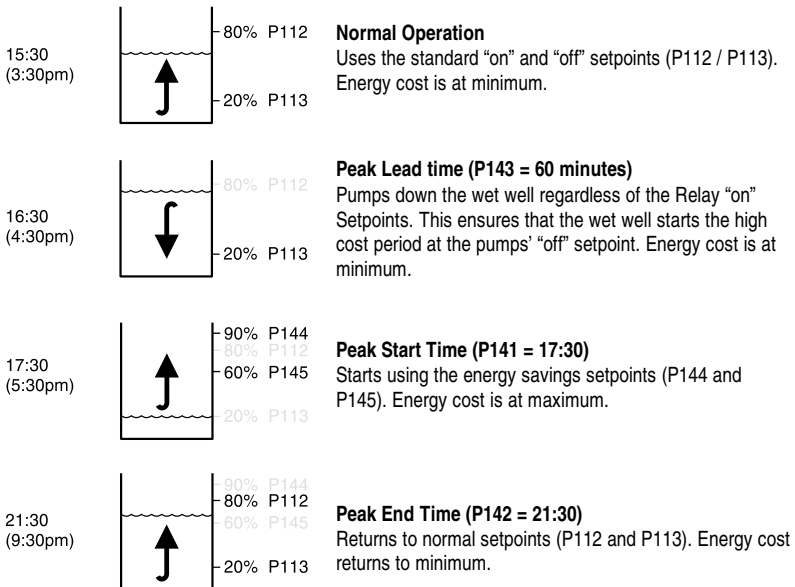 15:30
(3:30pm)
80% P112
20% P113
Normal Operation
Uses the standard “on” and “off” setpoints (P112 / P113).
Energy cost is at minimum.
16:30
(4:30pm)
80% P112
20% P113
Peak Lead time (P143 = 60 minutes)
Pumps down the wet well regardless of the Relay “on”
Setpoints. This ensures that the wet well starts the high
cost period at the pumps’ “off” setpoint. Energy cost is at
minimum.
17:30
(5:30pm)
90% P144
80% P112
60% P145
20% P113
Peak Start Time (P141 = 17:30)
Starts using the energy savings setpoints (P144 and
P145). Energy cost is at maximum.
21:30
(9:30pm)
90% P144
80% P112
60% P145
20% P113
Peak End Time (P142 = 21:30)
Returns to normal setpoints (P112 and P113). Energy cost
returns to minimum.